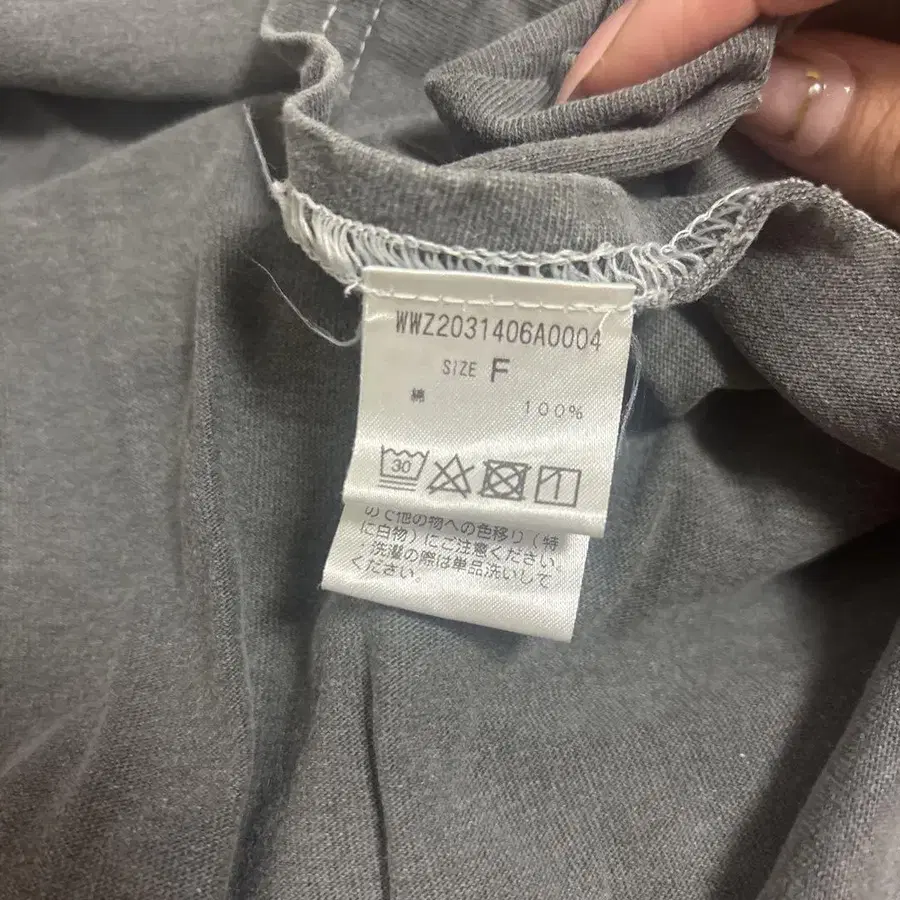 WWZ2031406A0004
SIZE F
綿 100%
30
ので他の物への色移り(特
に白物)にご注意ください。
洗濯の際は単品洗いして
ください。